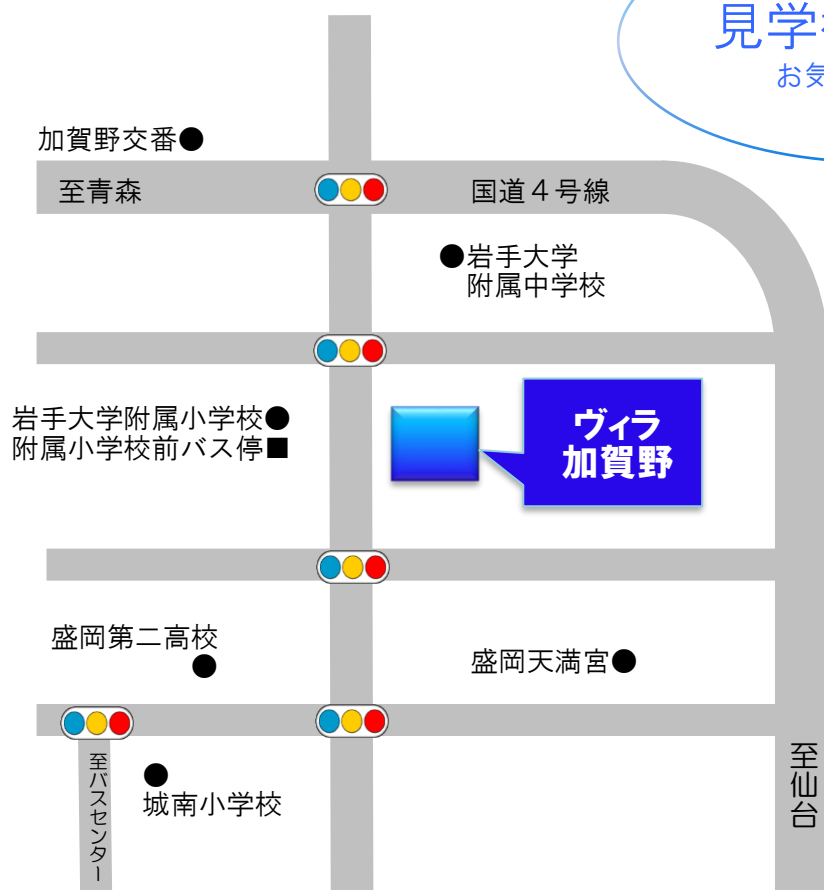 見学
お気
加賀野交番●
至青森
国道４号線
●岩手大学
附属中学校
岩手大学附属小学校●
附属小学校前バス停■
ヴィラ
加賀野
盛岡第二高校
●
盛岡天満宮●
至バスセンター
●
城南小学校
至仙台